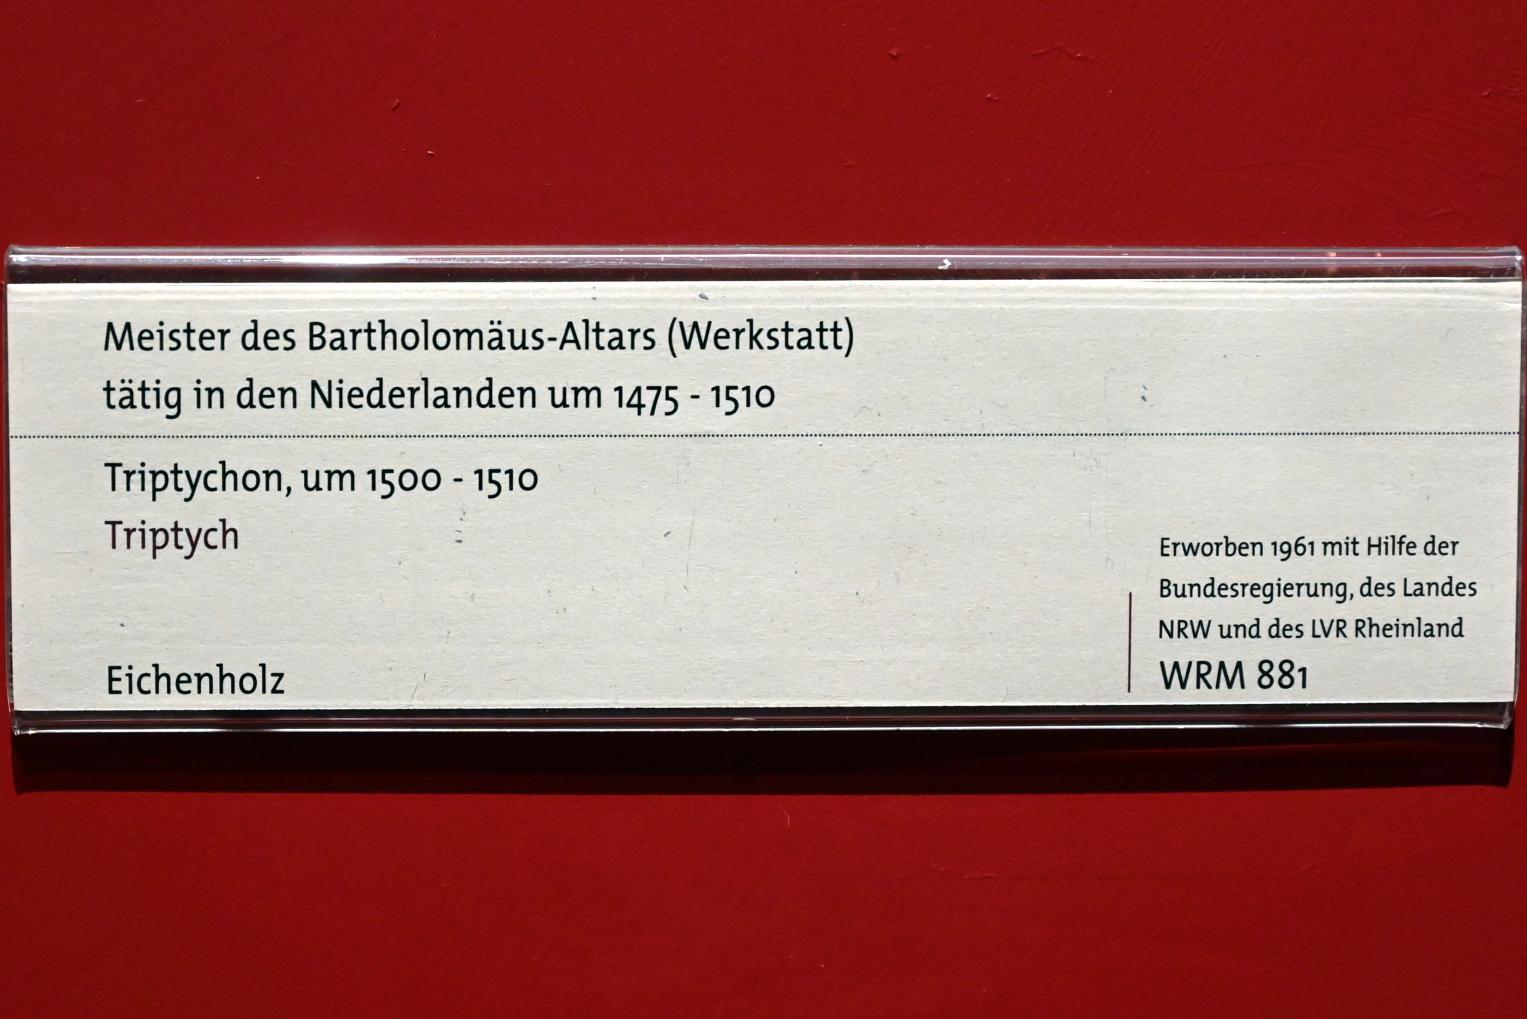 Meister des Bartholomäus-Altars (Werkstatt)
tätig in den Niederlanden um 1475 - 1510
Triptychon, um 1500 - 1510
Triptych
Eichenholz
Erworben 1961 mit Hilfe der
Bundesregierung, des Landes
NRW und des LVR Rheinland
WRM 881